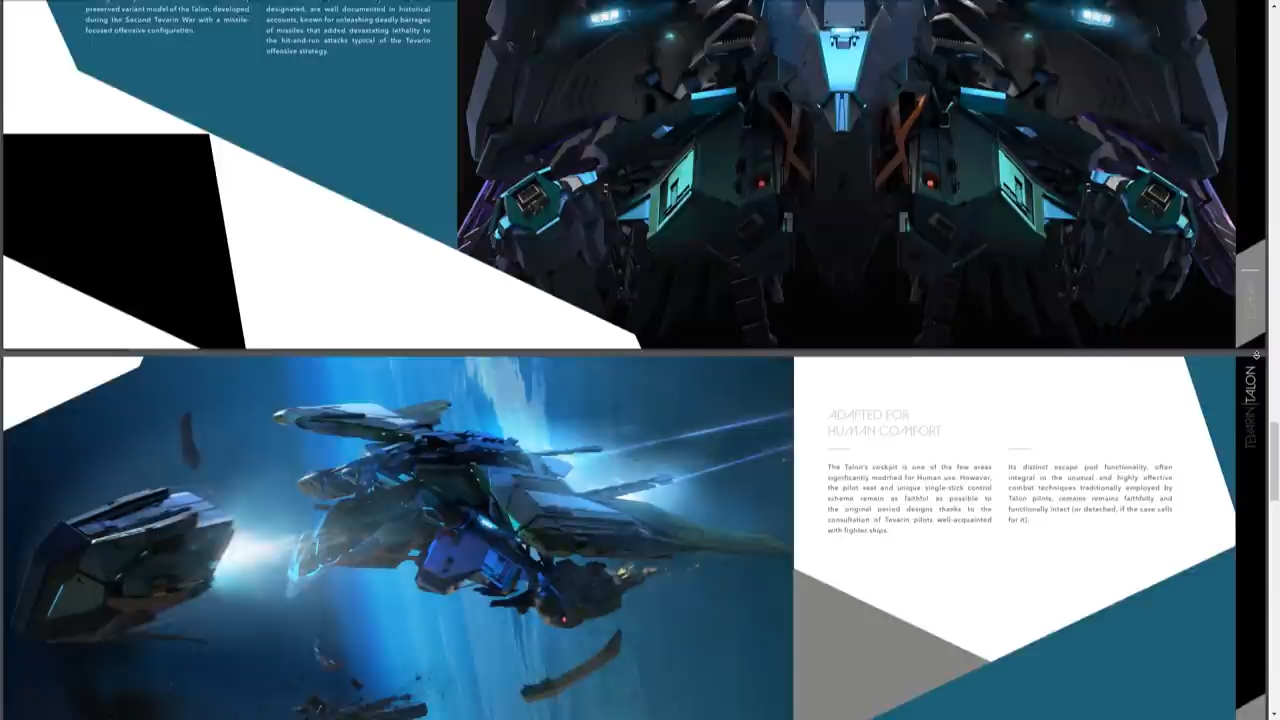 preserved variant model of the Talon, developed
during the Second Tevarin War with a missile-
focused offensive configuration.
designated, are well documented in historical
accounts, known for unleashing deadly barrages
of missiles that added devastating lethality to
the hit-and-run attacks typical of the Tevarin
offensive strategy.
TEVARIN|TALON
ADAPTED FOR
HUMAN COMFORT
The Talon's cockpit is one of the few areas
significantly modified for Human use. However,
the pilot seat and unique single-stick control
scheme remain as faithful as possible to
the original period designs thanks to the
consultation of Tevarin pilots well-acquainted
with fighter ships.
Its distinct escape pod functionality, often
integral in the unusual and highly effective
combat techniques traditionally employed by
Talon pilots, remains remains faithfully and
functionally intact (or detached, if the case calls
for it).